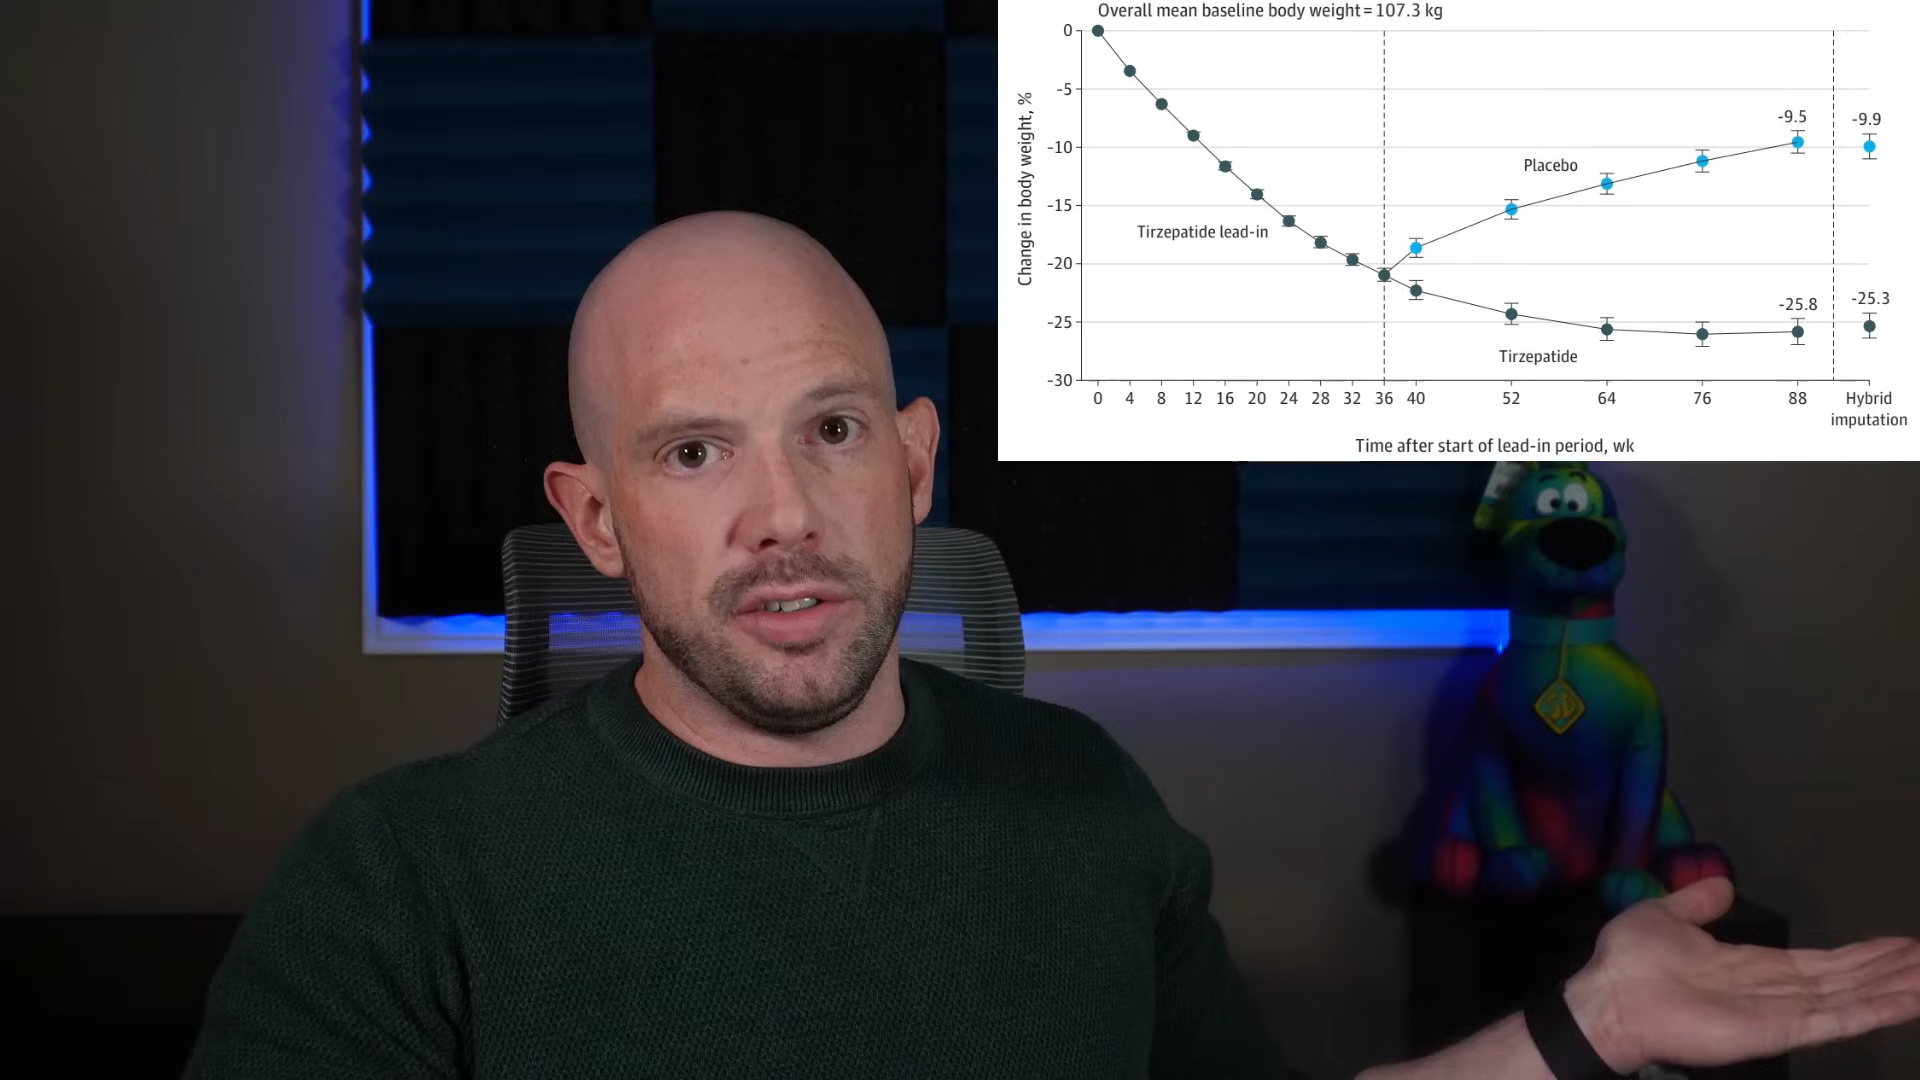 Overall mean baseline body weight = 107.3 kg
Change in body weight, %
0
-5
-10
-15
-20
-25
-30
Tirzepatide lead-in
Placebo
Tirzepatide
-9.5
-9.9
-25.8
-25.3
0 4 8 12 16 20 24 28 32 36 40 52 64 76 88 Hybrid
imputation
Time after start of lead-in period, wk
SD